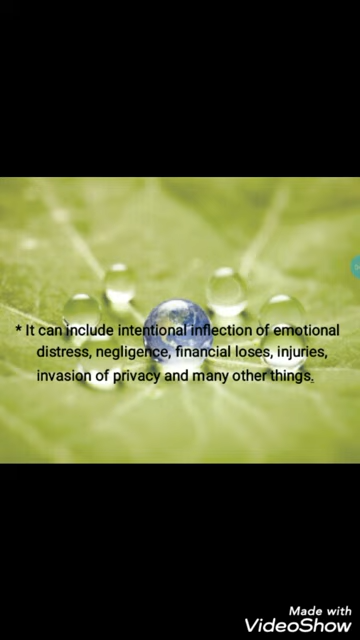 * It can include intentional inflection of emotional
distress, negligence, financial loses, injuries,
invasion of privacy and many other things.
Made with
VideoShow